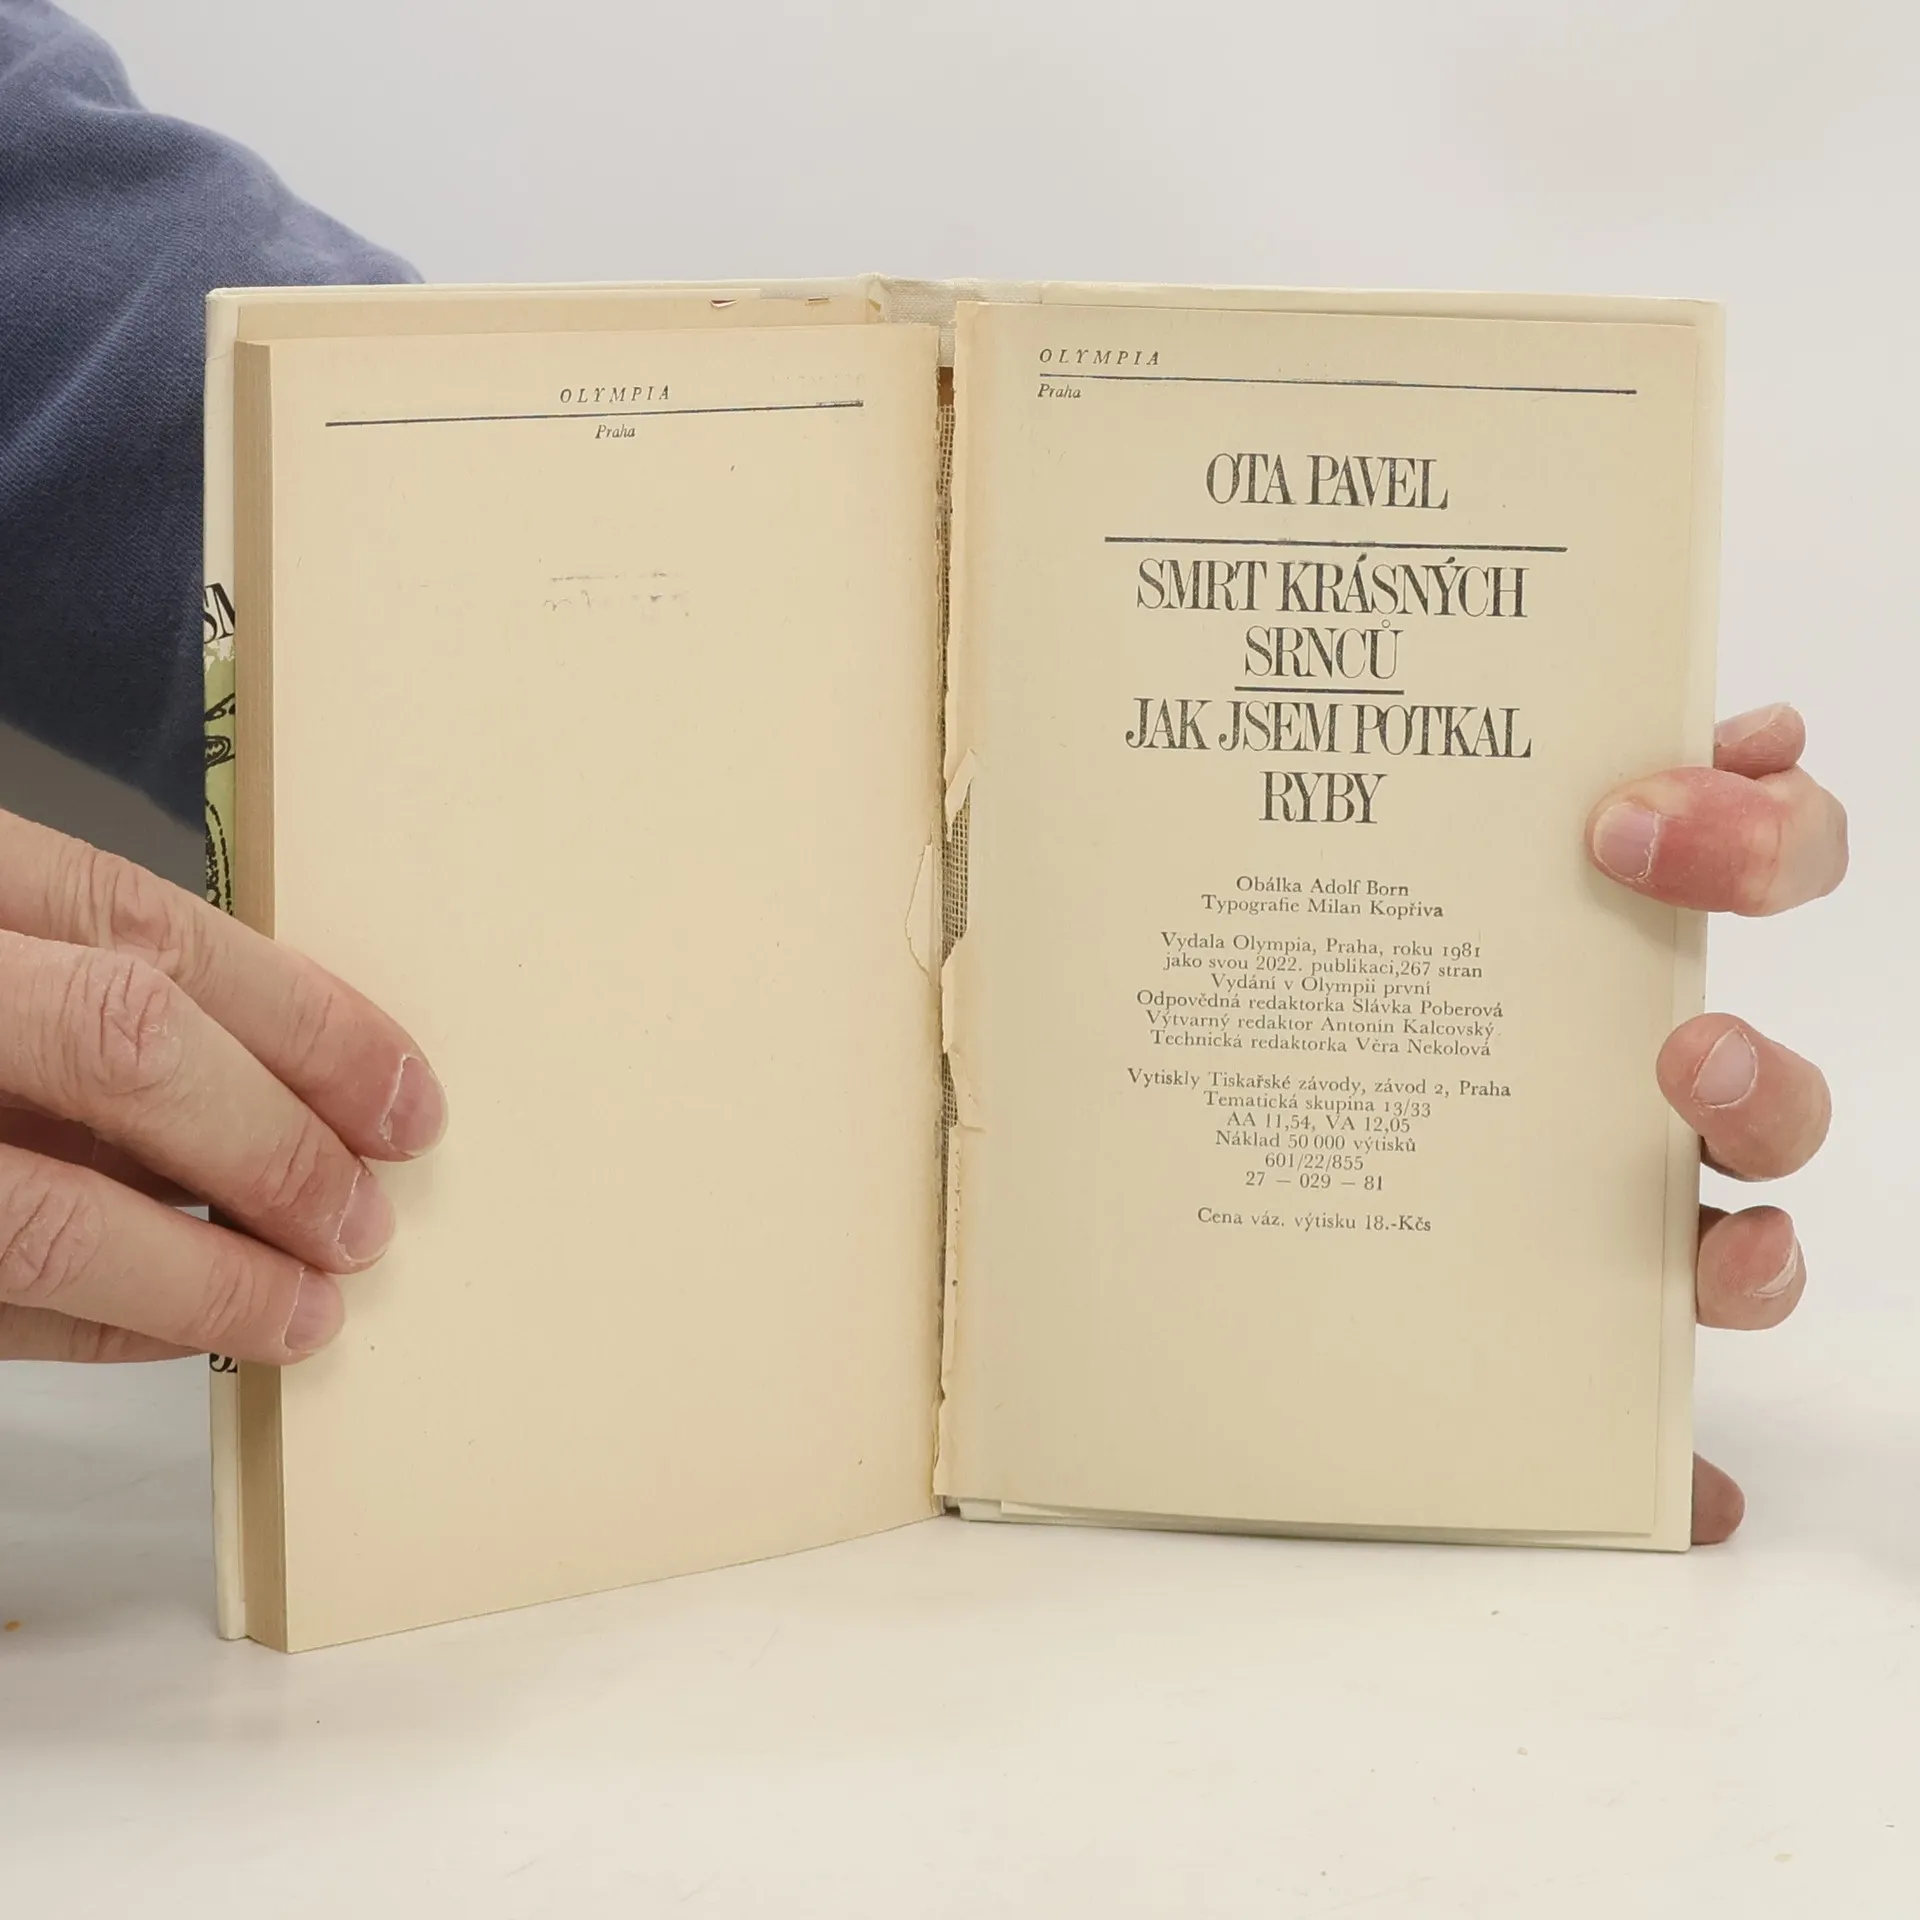 OLYMPIA
Praha
OLYMPIA
Praha
OTA PAVEL
SMRT KRÁSNÝCH
SRNCŮ
JAK JSEM POTKAL
RYBY
Obálka Adolf Born
Typografie Milan Kopřiva
Vydala Olympia, Praha, roku 1981
jako svou 2022. publikaci,267 stran
Vydání v Olympii první
Odpovědná redaktorka Slávka Poberová
Výtvarný redaktor Antonín Kalcovský
Technická redaktorka Věra Nekolová
Vytiskly Tiskařské závody, závod 2, Praha
Tematická skupina 13/33
AA 11,54, VA 12,05
Náklad 50 000 výtisků
601/22/855
27 — 029 — 81
Cena váz. výtisku 18.-Kčs